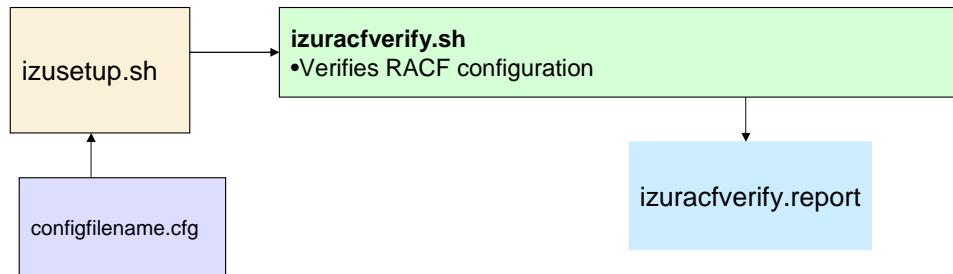 izusetup.sh
izuracfverify.sh
•Verifies RACF configuration
izuracfverify.report
configfilename.cfg